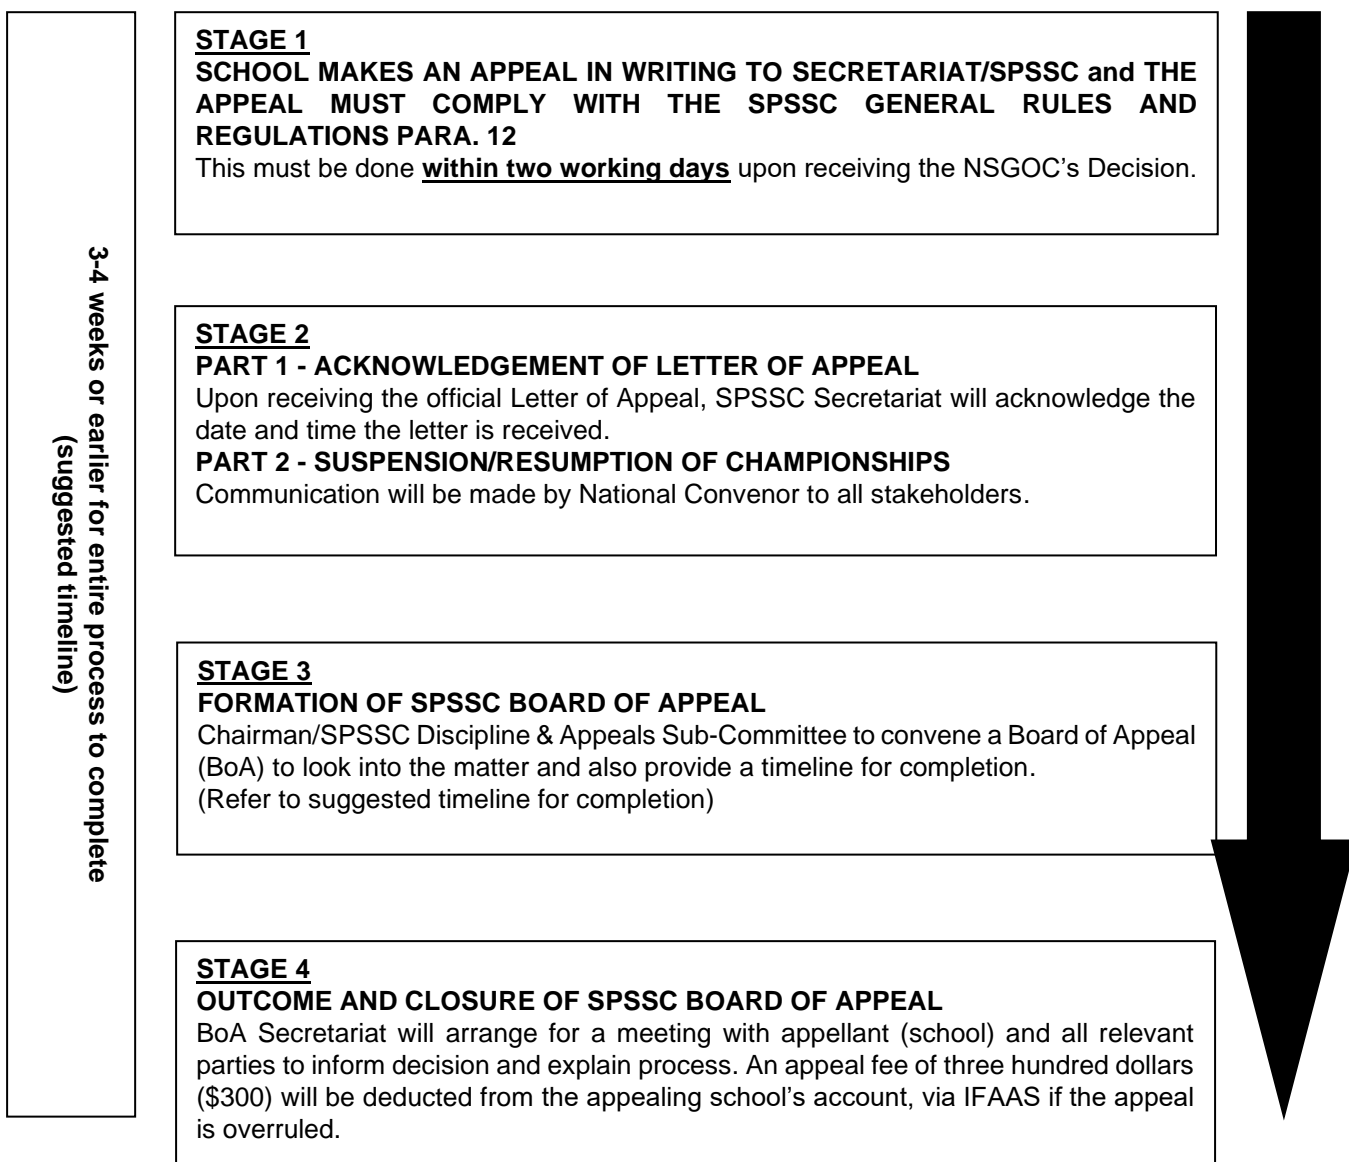 3-4 weeks or earlier for entire process to complete
(suggested timeline)
STAGE 1
SCHOOL MAKES AN APPEAL IN WRITING TO SECRETARIAT/SPSSC and THE
APPEAL MUST COMPLY WITH THE SPSSC GENERAL RULES AND
REGULATIONS PARA. 12
This must be done within two working days upon receiving the NSGOC’s Decision.
STAGE 2
PART 1 - ACKNOWLEDGEMENT OF LETTER OF APPEAL
Upon receiving the official Letter of Appeal, SPSSC Secretariat will acknowledge the
date and time the letter is received.
PART 2 - SUSPENSION/RESUMPTION OF CHAMPIONSHIPS
Communication will be made by National Convenor to all stakeholders.
STAGE 3
FORMATION OF SPSSC BOARD OF APPEAL
Chairman/SPSSC Discipline & Appeals Sub-Committee to convene a Board of Appeal
(BoA) to look into the matter and also provide a timeline for completion.
(Refer to suggested timeline for completion)
STAGE 4
OUTCOME AND CLOSURE OF SPSSC BOARD OF APPEAL
BoA Secretariat will arrange for a meeting with appellant (school) and all relevant
parties to inform decision and explain process. An appeal fee of three hundred dollars
($300) will be deducted from the appealing school’s account, via IFAAS if the appeal
is overruled.